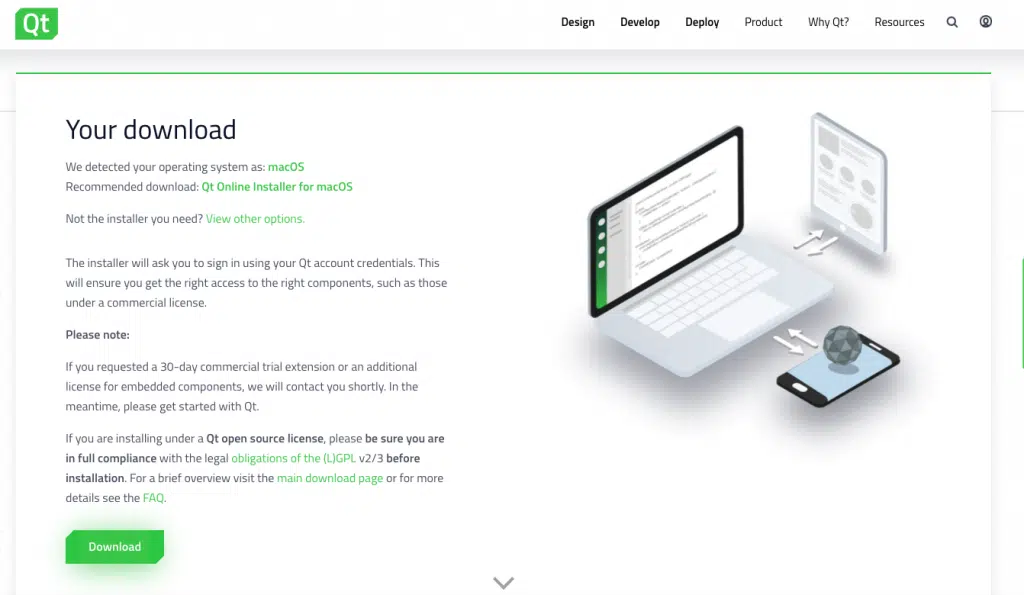 Qt
Design Develop Deploy Product Why Qt? Resources
Your download
We detected your operating system as: macOS
Recommended download: Qt Online Installer for macOS
Not the installer you need? View other options.
The installer will ask you to sign in using your Qt account credentials. This
will ensure you get the right access to the right components, such as those
under a commercial license.
Please note:
If you requested a 30-day commercial trial extension or an additional
license for embedded components, we will contact you shortly. In the
meantime, please get started with Qt.
If you are installing under a Qt open source license, please be sure you are
in full compliance with the legal obligations of the (L)GPL v2/3 before
installation. For a brief overview visit the main download page or for more
details see the FAQ.
Download